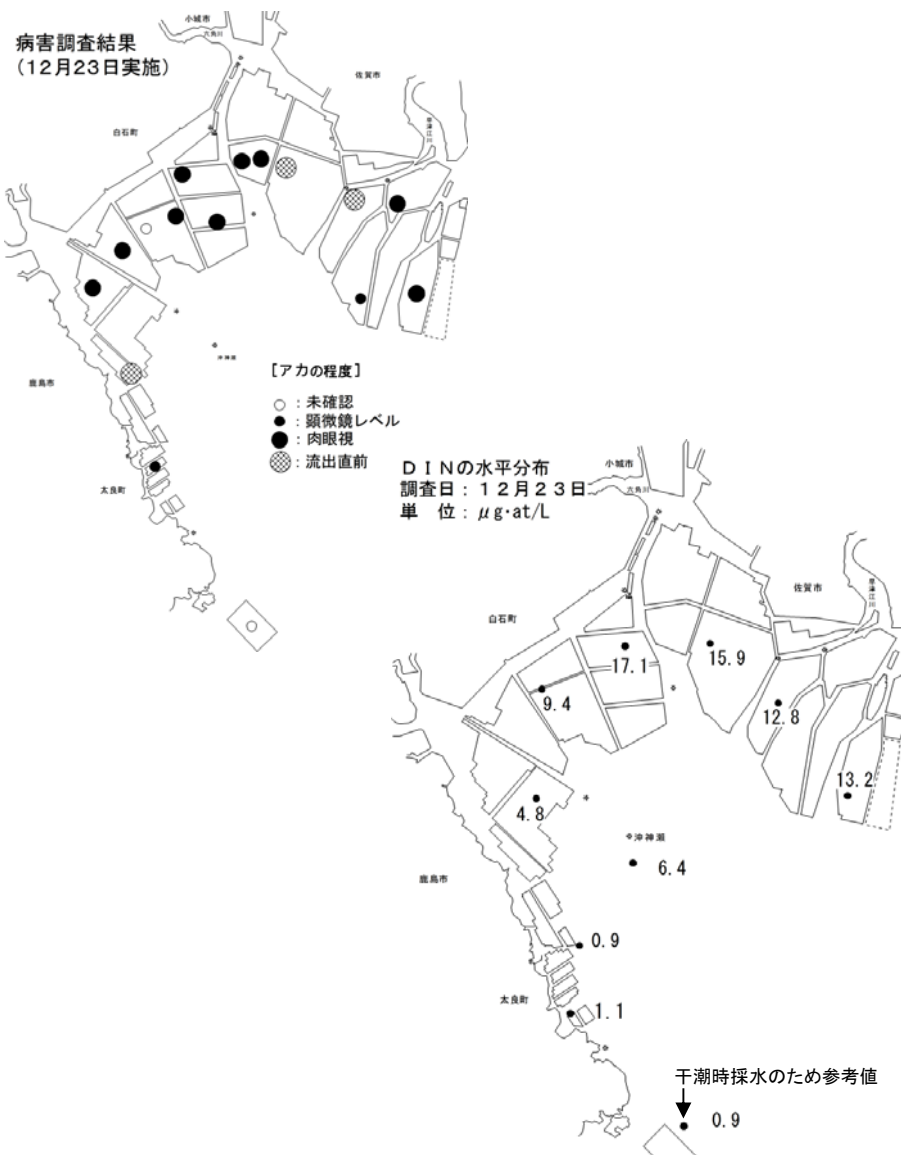 病害調査結果
(12月23日実施)
小城市
六角川
佐賀市
早津江川
白石町
沖神瀬
鹿島市
太良町
[アカの程度]
○：未確認
●：顕微鏡レベル
●：肉眼視
：流出直前
ＤＩＮの水平分布
調査日：１２月２３日
単 位：μg·at/L
小城市
六角川
佐賀市
早津江川
白石町
17.1
15.9
9.4
12.8
13.2
4.8
沖神瀬
6.4
鹿島市
0.9
太良町
1.1
干潮時採水のため参考値
0.9